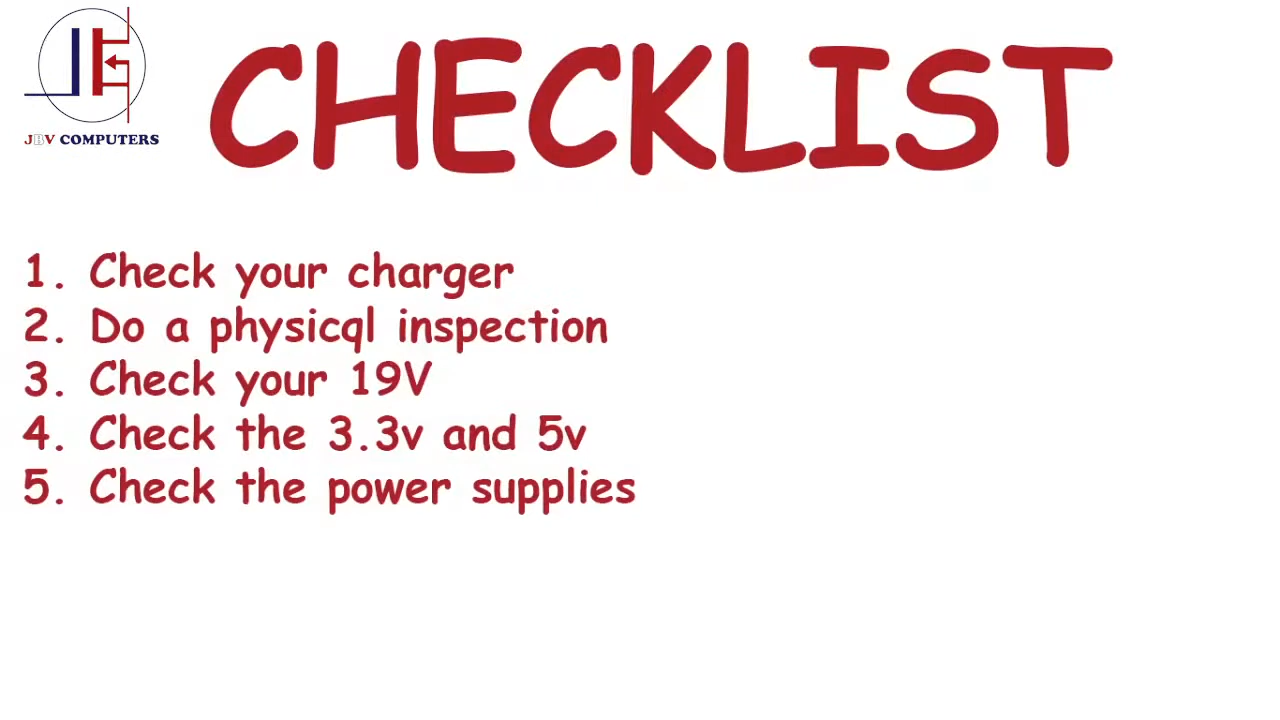 JBV COMPUTERS
CHECKLIST
1. Check your charger
2. Do a physicql inspection
3. Check your 19V
4. Check the 3.3v and 5v
5. Check the power supplies